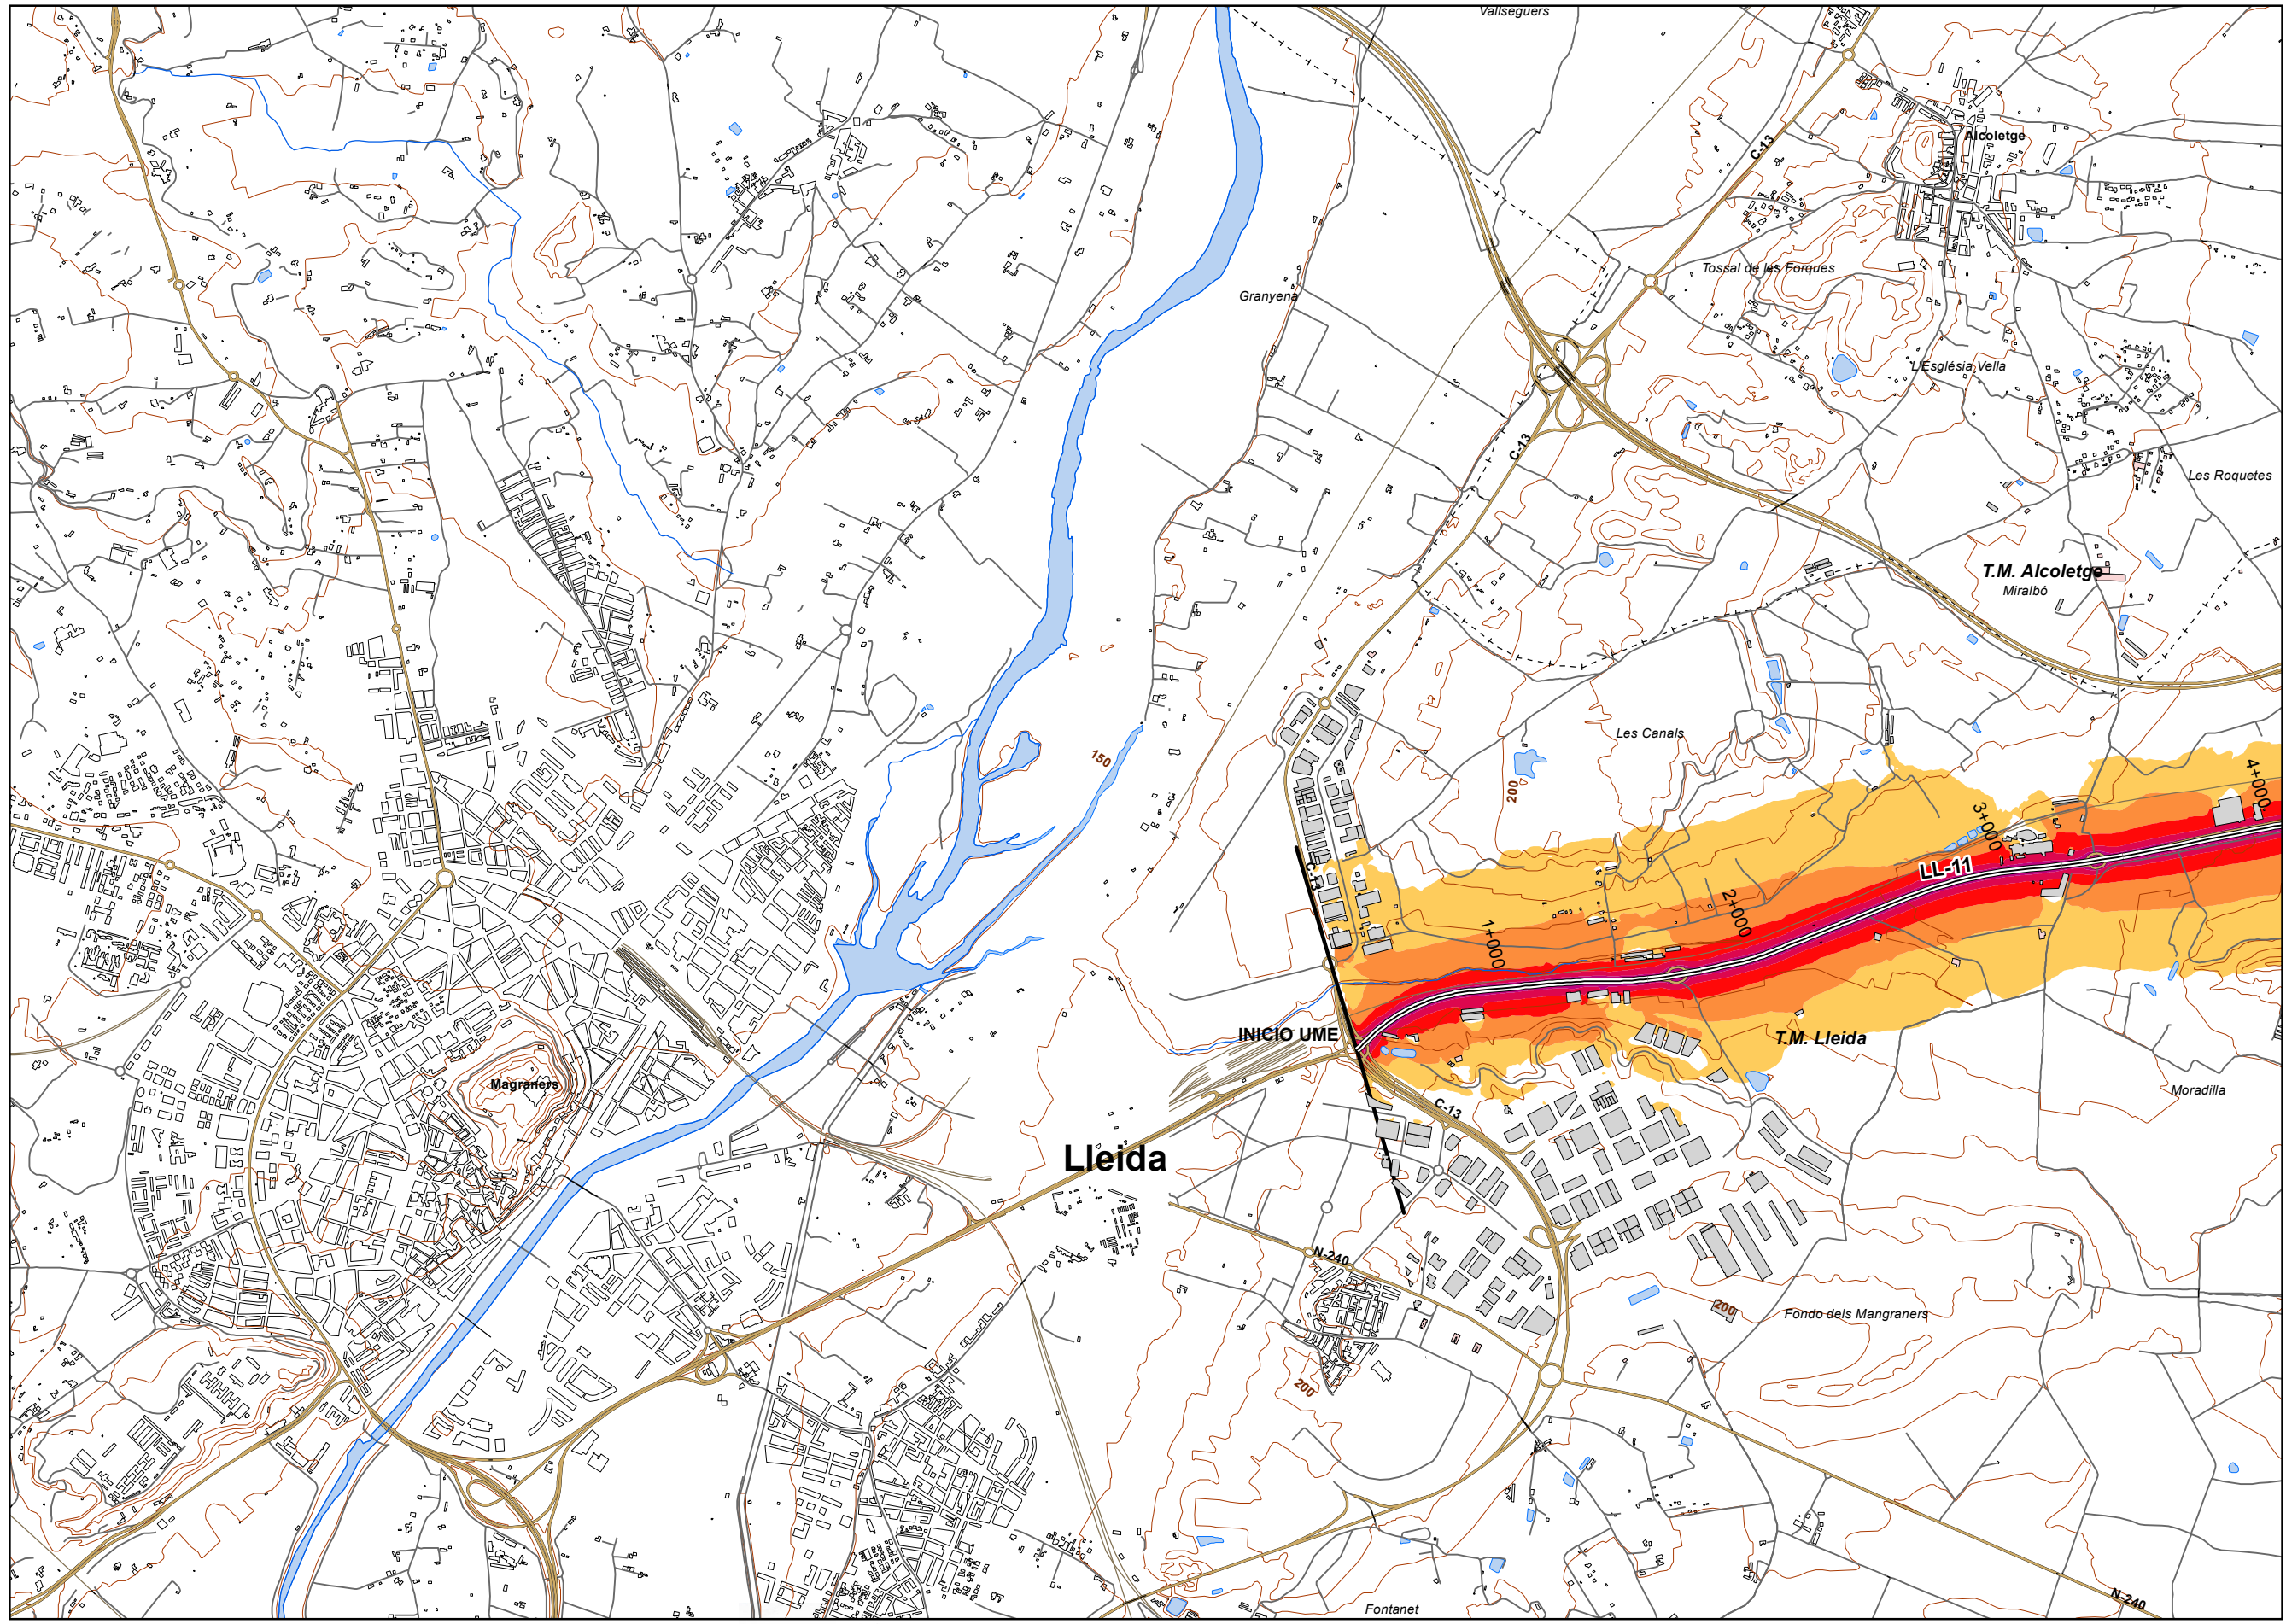 Vallseguers
Alcoletge
C-13
Tossal de les Forques
Granyena
L'Església Vella
C-13
Les Roquetes
T.M. Alcoletge
Miralbó
Les Canals
150
200
4+000
3+000
LL-11
C-13
2+000
1+000
INICIO UME
T.M. Lleida
Magraners
Moradilla
C-13
Lleida
N-240
200
Fondo dels Mangraners
200
N-240
Fontanet